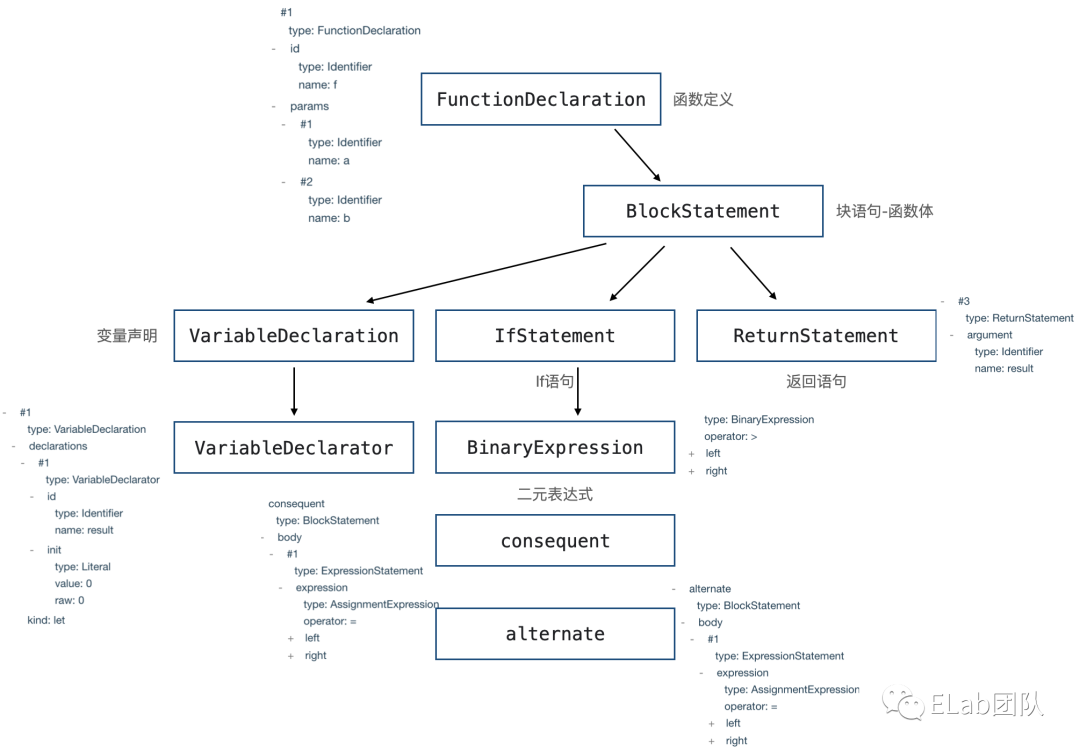 #1
type: FunctionDeclaration
- id
type: Identifier
name: f
- params
- #1
type: Identifier
name: a
- #2
type: Identifier
name: b
FunctionDeclaration 函数定义
BlockStatement 块语句-函数体
变量声明 VariableDeclaration
IfStatement
If语句
ReturnStatement
返回语句
- #3
type: ReturnStatement
- argument
type: Identifier
name: result
- #1
type: VariableDeclaration
- declarations
- #1
type: VariableDeclarator
- id
type: Identifier
name: result
- init
type: Literal
value: 0
raw: 0
kind: let
VariableDeclarator
BinaryExpression
二元表达式
type: BinaryExpression
operator: >
+ left
+ right
consequent
type: BlockStatement
- body
- #1
type: ExpressionStatement
- expression
type: AssignmentExpression
operator: =
+ left
+ right
consequent
alternate
- alternate
type: BlockStatement
- body
- #1
type: ExpressionStatement
- expression
type: AssignmentExpression
operator: =
+ left
+ right
ELab团队